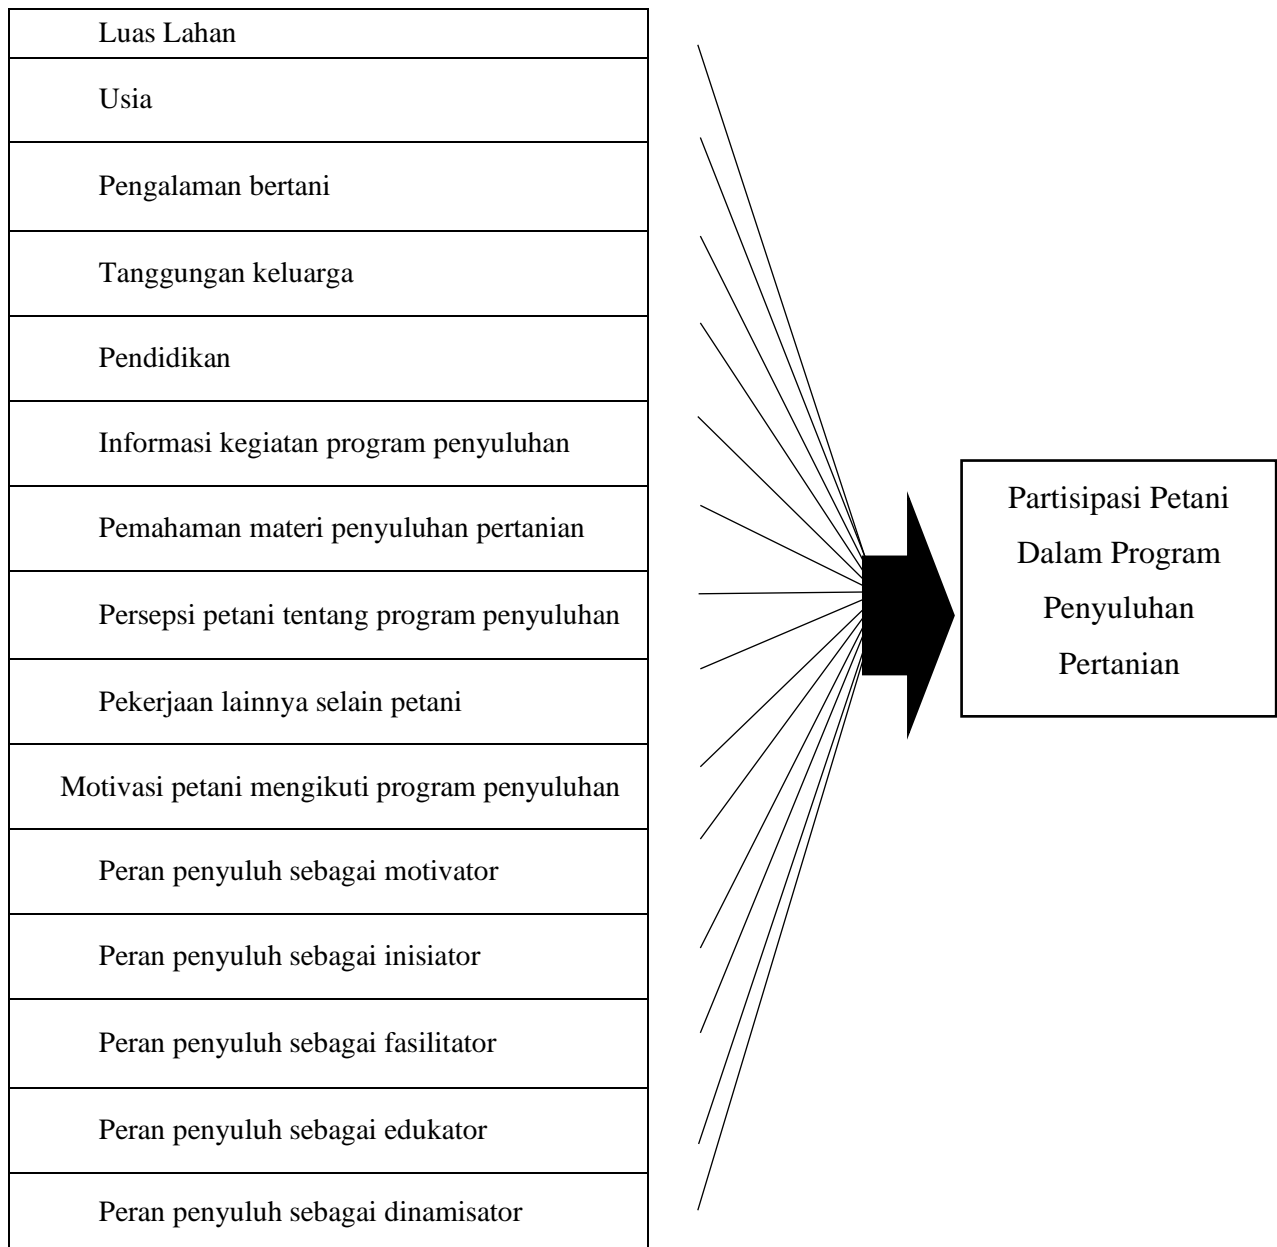 Luas Lahan
Usia
Pengalaman bertani
Tanggungan keluarga
Pendidikan
Informasi kegiatan program penyuluhan
Pemahaman materi penyuluhan pertanian
Persepsi petani tentang program penyuluhan
Pekerjaan lainnya selain petani
Motivasi petani mengikuti program penyuluhan
Peran penyuluh sebagai motivator
Peran penyuluh sebagai inisiator
Peran penyuluh sebagai fasilitator
Peran penyuluh sebagai edukator
Peran penyuluh sebagai dinamisator
Partisipasi Petani
Dalam Program
Penyuluhan
Pertanian